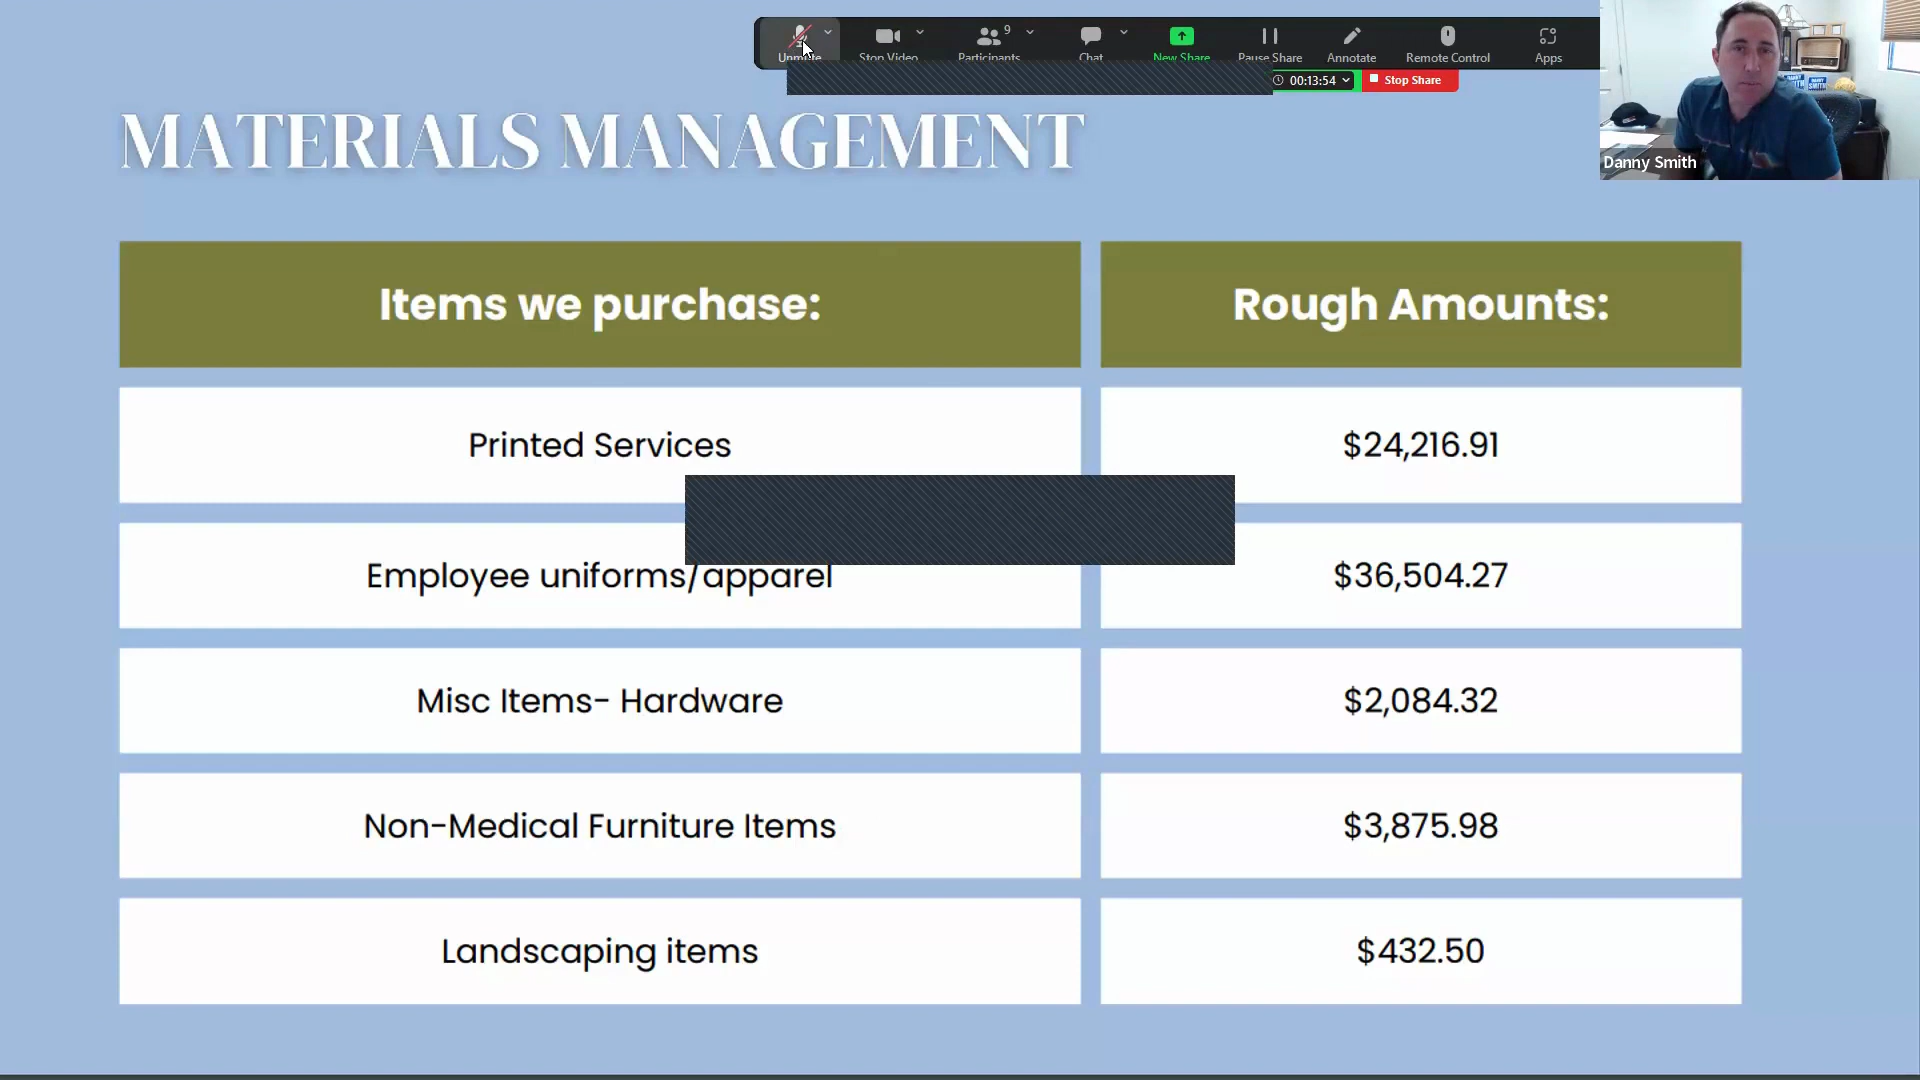 Unmute
Stop Video
Participants
9
Chat
New Share
Pause Share
Annotate
Remote Control
Apps
00:13:54
Stop Share
Danny Smith
MATERIALS MANAGEMENT
Items we purchase:
Rough Amounts:
Printed Services
$24,216.91
Employee uniforms/apparel
$36,504.27
Misc Items- Hardware
$2,084.32
Non-Medical Furniture Items
$3,875.98
Landscaping items
$432.50